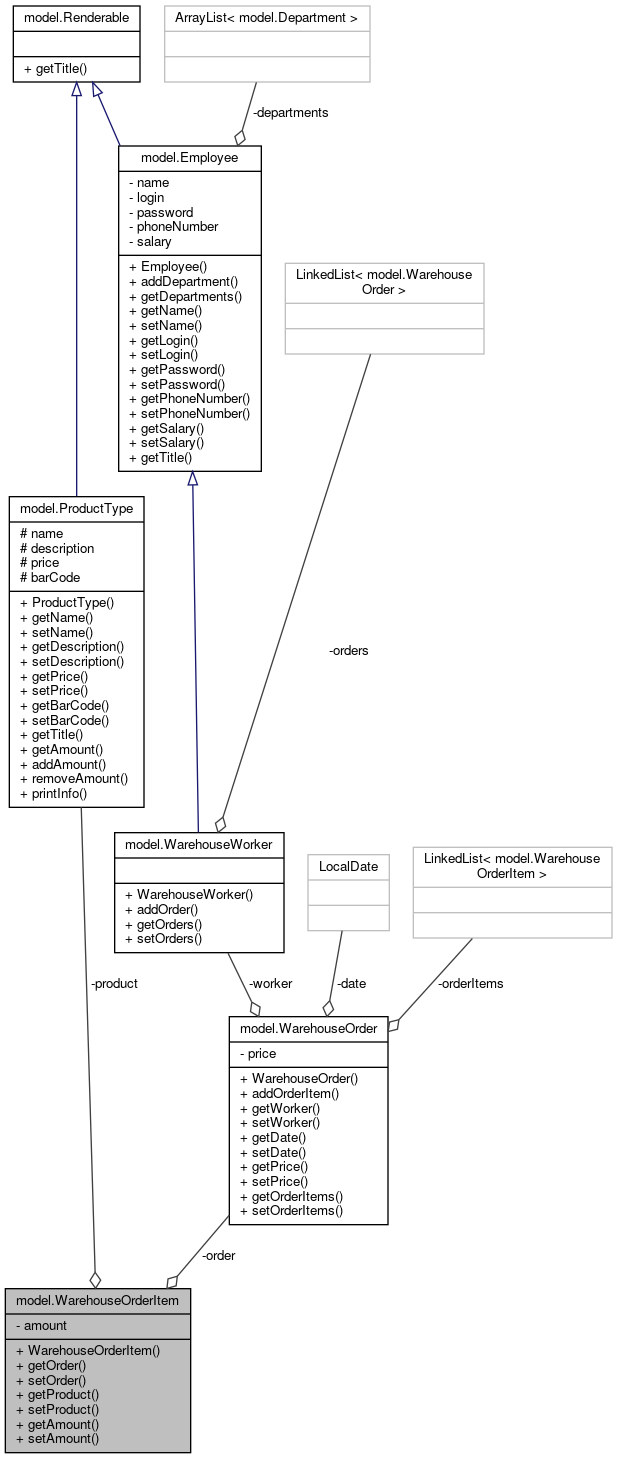 model.Renderable
+ getTitle()
ArrayList< model.Department >
-departments
model.Employee
- name
- login
- password
- phoneNumber
- salary
+ Employee()
+ addDepartment()
+ getDepartments()
+ getName()
+ setName()
+ getLogin()
+ setLogin()
+ getPassword()
+ setPassword()
+ getPhoneNumber()
+ setPhoneNumber()
+ getSalary()
+ setSalary()
+ getTitle()
LinkedList< model.Warehouse
Order >
-orders
model.ProductType
# name
# description
# price
# barCode
+ ProductType()
+ getName()
+ setName()
+ getDescription()
+ setDescription()
+ getPrice()
+ setPrice()
+ getBarCode()
+ setBarCode()
+ getTitle()
+ getAmount()
+ addAmount()
+ removeAmount()
+ printInfo()
model.WarehouseWorker
+ WarehouseWorker()
+ addOrder()
+ getOrders()
+ setOrders()
LocalDate
LinkedList< model.Warehouse
OrderItem >
-product
-worker
-date
-orderItems
model.WarehouseOrder
- price
+ WarehouseOrder()
+ addOrderItem()
+ getWorker()
+ setWorker()
+ getDate()
+ setDate()
+ getPrice()
+ setPrice()
+ getOrderItems()
+ setOrderItems()
-order
model.WarehouseOrderItem
- amount
+ WarehouseOrderItem()
+ getOrder()
+ setOrder()
+ getProduct()
+ setProduct()
+ getAmount()
+ setAmount()